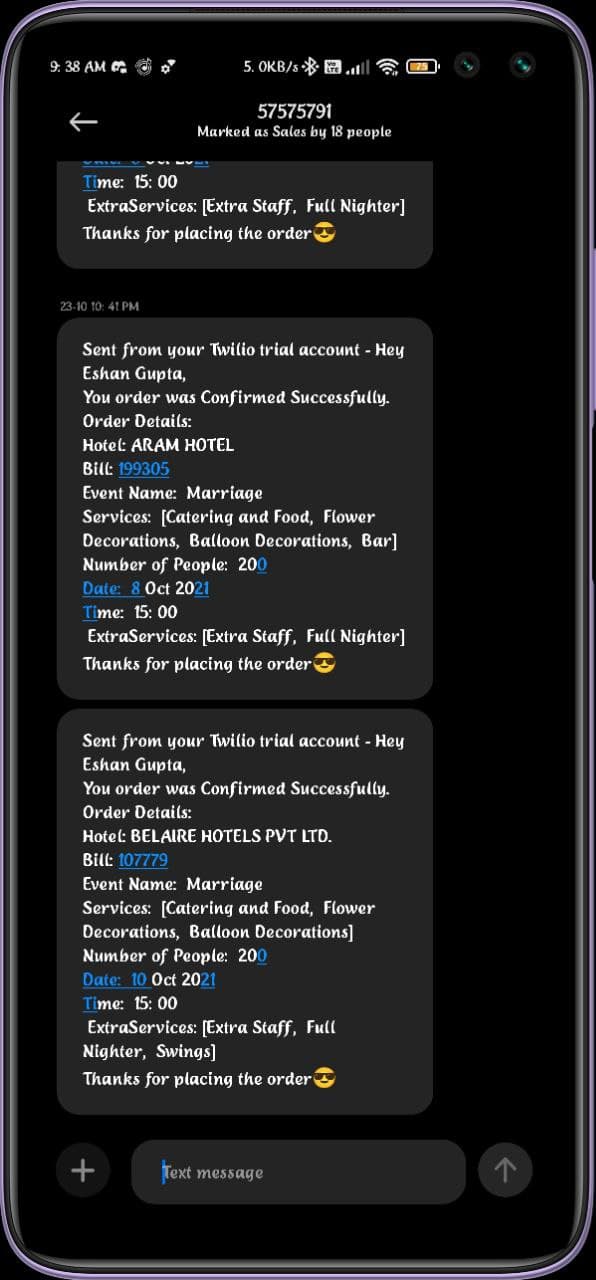 9: 38 AM
5. 0KB/s
Vo LTE
75
57575791
Marked as Sales by 18 people
Time: 15: 00
ExtraServices: [Extra Staff, Full Nighter]
Thanks for placing the order😎
23-10 10: 41 PM
Sent from your Twilio trial account - Hey
Eshan Gupta,
You order was Confirmed Successfully.
Order Details:
Hotel: ARAM HOTEL
Bill: 199305
Event Name: Marriage
Services: [Catering and Food, Flower
Decorations, Balloon Decorations, Bar]
Number of People: 200
Date: 8 Oct 2021
Time: 15: 00
ExtraServices: [Extra Staff, Full Nighter]
Thanks for placing the order😎
Sent from your Twilio trial account - Hey
Eshan Gupta,
You order was Confirmed Successfully.
Order Details:
Hotel: BELAIRE HOTELS PVT LTD.
Bill: 107779
Event Name: Marriage
Services: [Catering and Food, Flower
Decorations, Balloon Decorations]
Number of People: 200
Date: 10 Oct 2021
Time: 15: 00
ExtraServices: [Extra Staff, Full
Nighter, Swings]
Thanks for placing the order😎
Text message